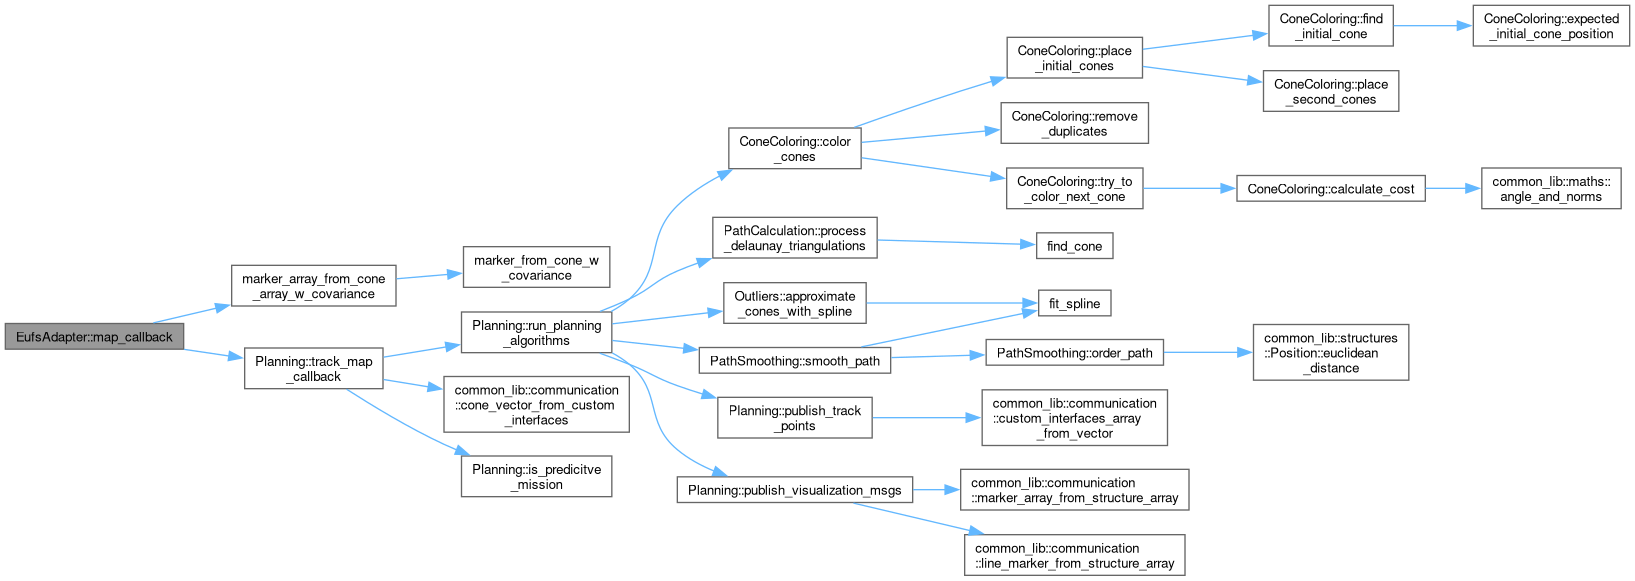 EufsAdapter::map_callback
marker_array_from_cone
_array_w_covariance
marker_from_cone_w
_covariance
Planning::track_map
_callback
Planning::run_planning
_algorithms
ConeColoring::color
_cones
ConeColoring::place
_initial_cones
ConeColoring::find
_initial_cone
ConeColoring::expected
_initial_cone_position
ConeColoring::place
_second_cones
ConeColoring::remove
_duplicates
ConeColoring::try_to
_color_next_cone
ConeColoring::calculate_cost
common_lib::maths::
angle_and_norms
PathCalculation::process
_delaunay_triangulations
find_cone
Outliers::approximate
_cones_with_spline
fit_spline
PathSmoothing::smooth_path
PathSmoothing::order_path
common_lib::structures
::Position::euclidean
_distance
Planning::publish_track
_points
common_lib::communication
::custom_interfaces_array
_from_vector
Planning::publish_visualization_msgs
common_lib::communication
::marker_array_from_structure_array
common_lib::communication
::line_marker_from_structure_array
common_lib::communication
::cone_vector_from_custom
_interfaces
Planning::is_predicitve
_mission